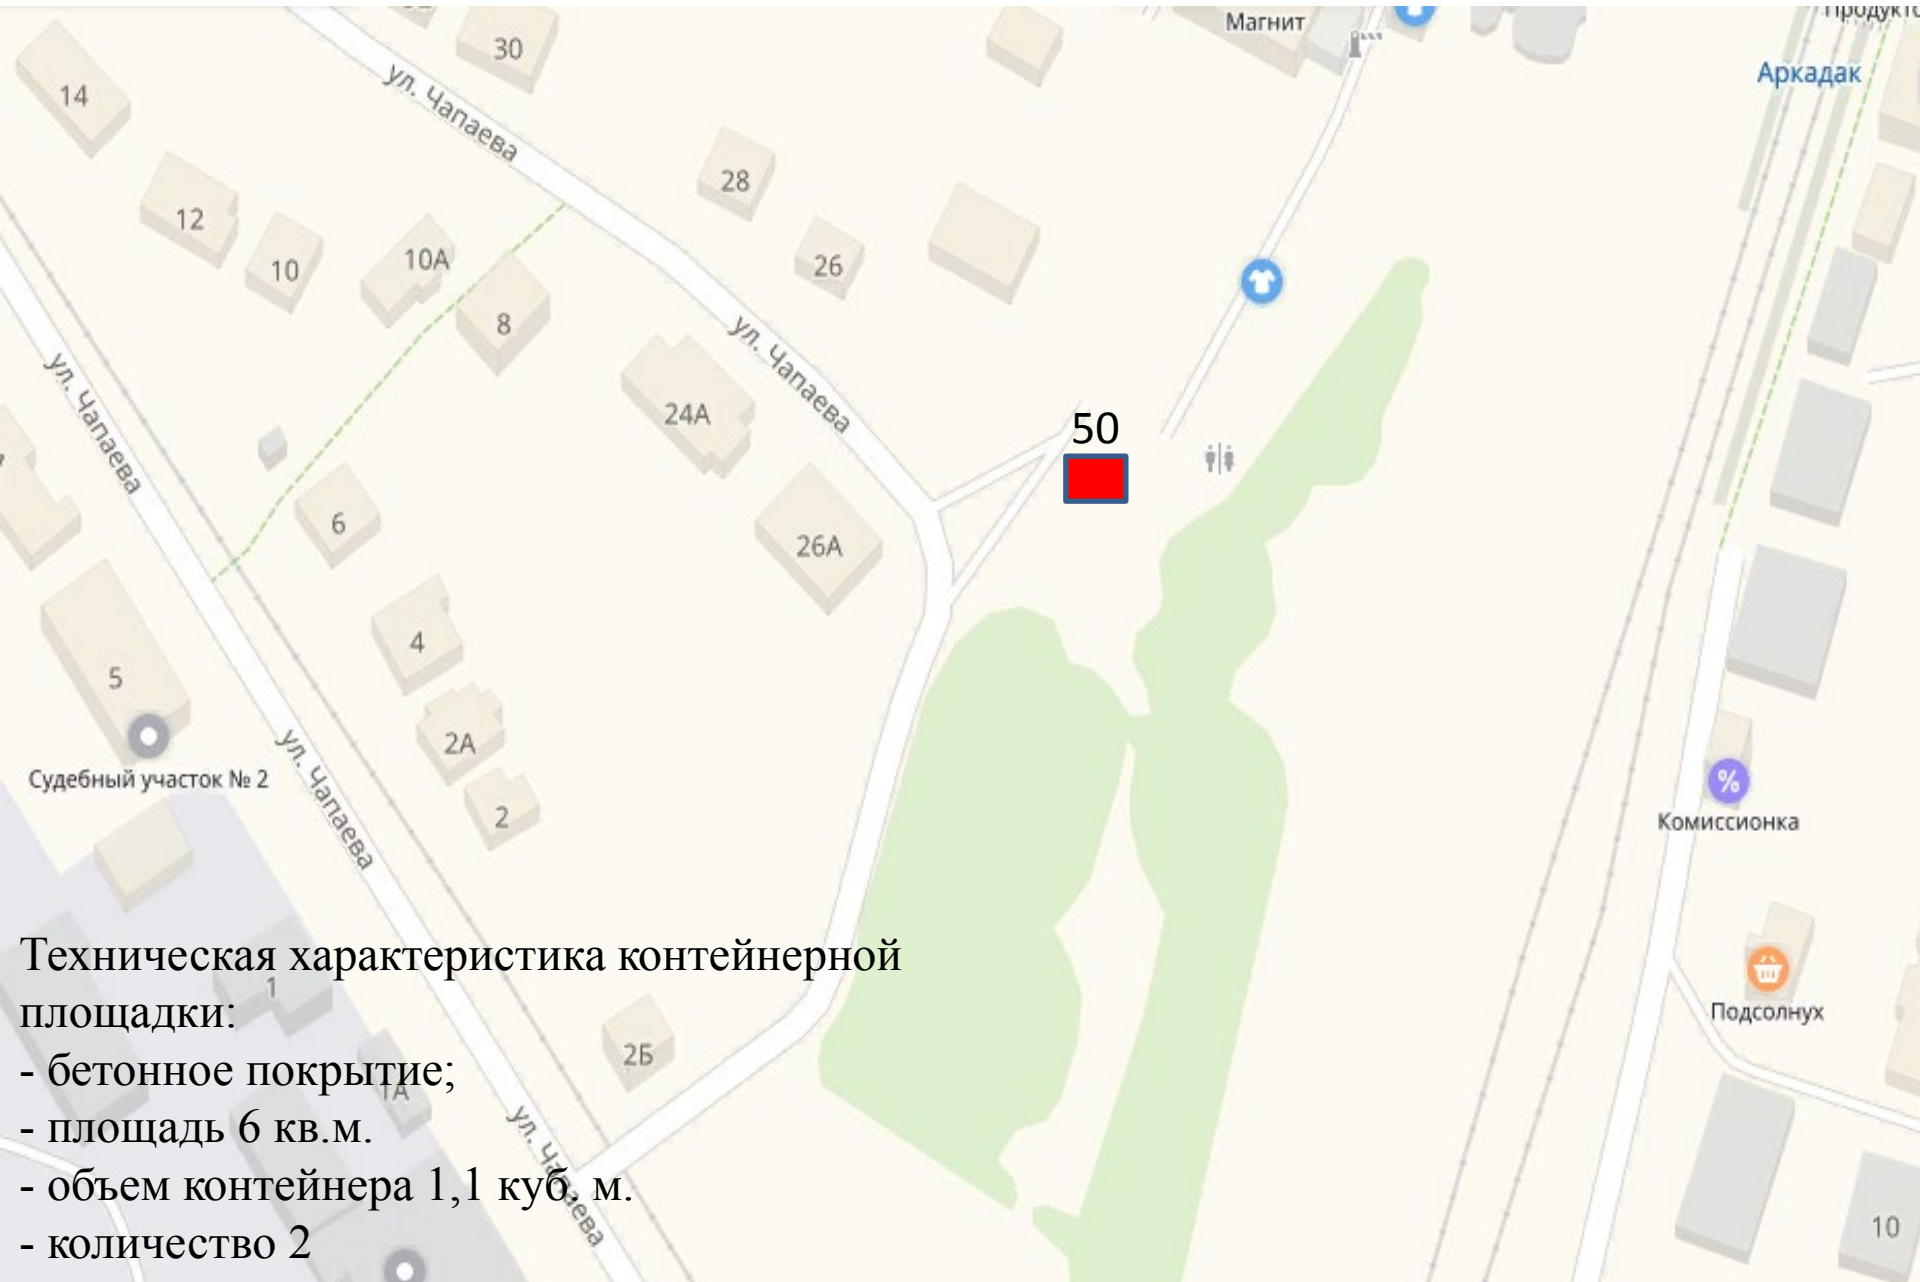 Магнит
30
14
ул. Чапаева
Аркадак
28
12
10
10А
26
8
ул. Чапаева
ул. Чапаева
24А
50
6
26А
4
5
2А
ул. Чапаева
Судебный участок № 2
2
Комиссионка
Техническая характеристика контейнерной
площадки:
1
- бетонное покрытие;
1А
- площадь 6 кв.м.
- объем контейнера 1,1 куб. м.
- количество 2
2Б
ул. Чапаева
%
Подсолнух
10